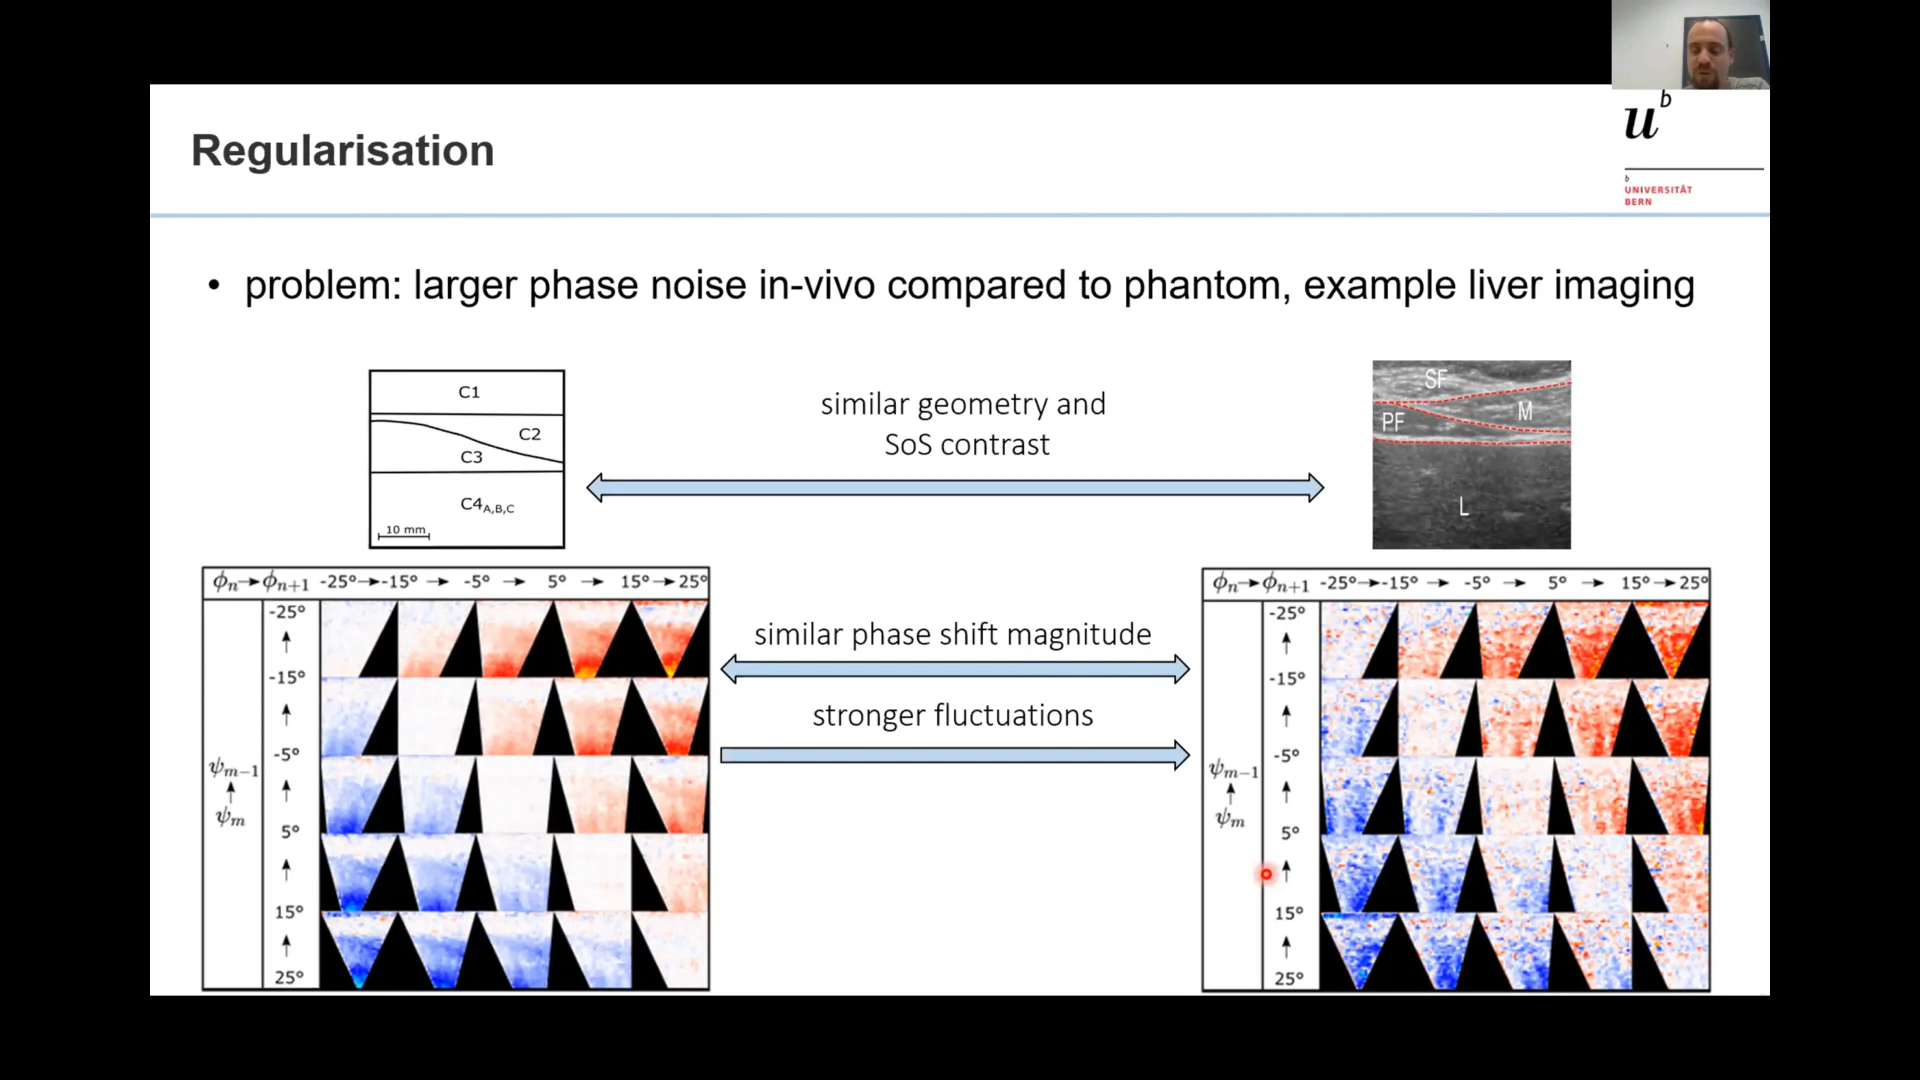 u^b
Regularisation
b
UNIVERSITÄT
BERN
• problem: larger phase noise in-vivo compared to phantom, example liver imaging
C1
C2
C3
C4A,B,C
10 mm
similar geometry and
SoS contrast
SF
M
PF
L
ϕn→ϕn+1 -25°→-15° → -5° → 5° → 15°→25°
-25°
↑
-15°
↑
-5°
ψm−1
↑
ψm
↑
5°
↑
15°
↑
25°
similar phase shift magnitude
stronger fluctuations
ϕn→ϕn+1 -25°→-15° → -5° → 5° → 15°→25°
-25°
↑
-15°
↑
-5°
ψm−1
↑
ψm
↑
5°
↑
15°
↑
25°